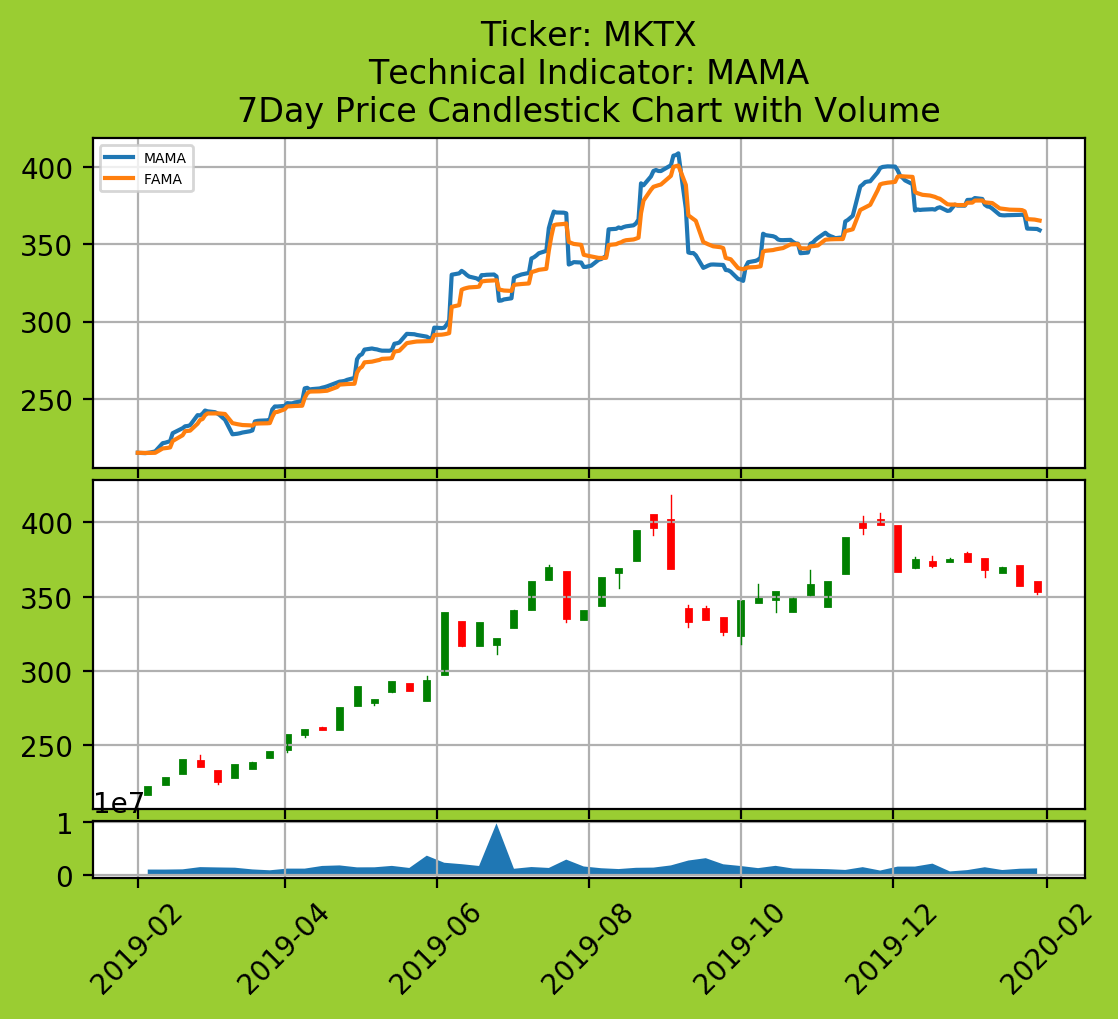 Ticker: MKTX
Technical Indicator: MAMA
7Day Price Candlestick Chart with Volume
MAMA
FAMA
400
350
300
250
400
350
300
250
1e7
1
0
2019-02
2019-04
2019-06
2019-08
2019-10
2019-12
2020-02